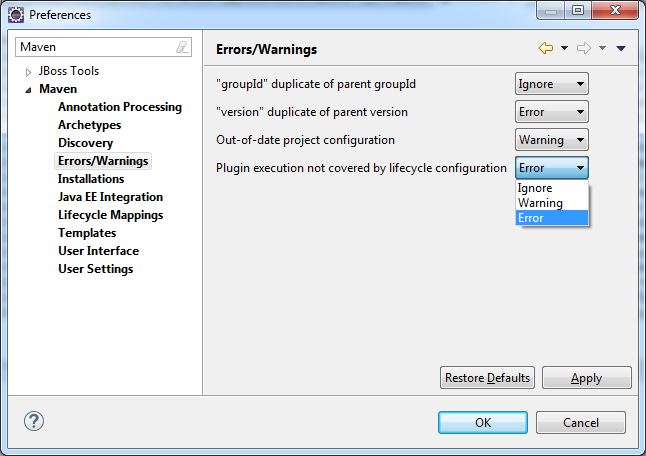 Preferences
Maven
Errors/Warnings
JBoss Tools
Maven
Annotation Processing
Archetypes
Discovery
Errors/Warnings
Installations
Java EE Integration
Lifecycle Mappings
Templates
User Interface
User Settings
"groupId" duplicate of parent groupId Ignore
"version" duplicate of parent version Error
Out-of-date project configuration Warning
Plugin execution not covered by lifecycle configuration Error
Ignore
Warning
Error
Restore Defaults Apply
? OK Cancel